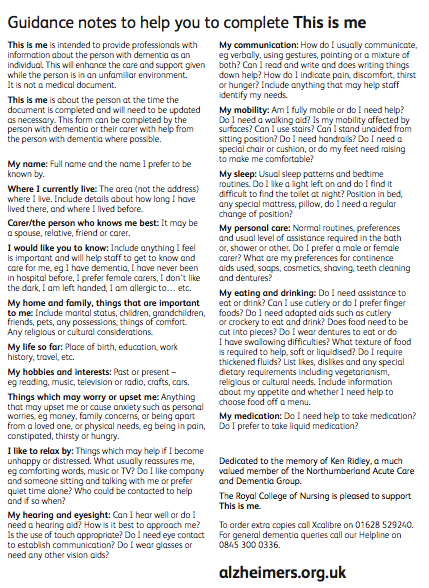 Guidance notes to help you to complete This is me
This is me is intended to provide professionals with
information about the person with dementia as an
individual. This will enhance the care and support given
while the person is in an unfamiliar environment.
It is not a medical document.
This is me is about the person at the time the
document is completed and will need to be updated
as necessary. This form can be completed by the
person with dementia or their carer with help from
the person with dementia where possible.
My name: Full name and the name I prefer to be
known by.
Where I currently live: The area (not the address)
where I live. Include details about how long I have
lived there, and where I lived before.
Carer/the person who knows me best: It may be
a spouse, relative, friend or carer.
I would like you to know: Include anything I feel
is important and will help staff to get to know and
care for me, eg I have dementia, I have never been
in hospital before, I prefer female carers, I don't like
the dark, I am left handed, I am allergic to… etc.
My home and family, things that are important
to me: Include marital status, children, grandchildren,
friends, pets, any possessions, things of comfort.
Any religious or cultural considerations.
My life so far: Place of birth, education, work
history, travel, etc.
My hobbies and interests: Past or present –
eg reading, music, television or radio, crafts, cars.
Things which may worry or upset me: Anything
that may upset me or cause anxiety such as personal
worries, eg money, family concerns, or being apart
from a loved one, or physical needs, eg being in pain,
constipated, thirsty or hungry.
I like to relax by: Things which may help if I become
unhappy or distressed. What usually reassures me,
eg comforting words, music or TV? Do I like company
and someone sitting and talking with me or prefer
quiet time alone? Who could be contacted to help
and if so when?
My hearing and eyesight: Can I hear well or do I
need a hearing aid? How is it best to approach me?
Is the use of touch appropriate? Do I need eye contact
to establish communication? Do I wear glasses or
need any other vision aids?
My communication: How do I usually communicate,
eg verbally, using gestures, pointing or a mixture of
both? Can I read and write and does writing things
down help? How do I indicate pain, discomfort, thirst
or hunger? Include anything that may help staff
identify my needs.
My mobility: Am I fully mobile or do I need help?
Do I need a walking aid? Is my mobility affected by
surfaces? Can I use stairs? Can I stand unaided from
sitting position? Do I need handrails? Do I need a
special chair or cushion, or do my feet need raising
to make me comfortable?
My sleep: Usual sleep patterns and bedtime
routines. Do I like a light left on and do I find it
difficult to find the toilet at night? Position in bed,
any special mattress, pillow, do I need a regular
change of position?
My personal care: Normal routines, preferences
and usual level of assistance required in the bath
or, shower or other. Do I prefer a male or female
carer? What are my preferences for continence
aids used, soaps, cosmetics, shaving, teeth cleaning
and dentures?
My eating and drinking: Do I need assistance to
eat or drink? Can I use cutlery or do I prefer finger
foods? Do I need adapted aids such as cutlery
or crockery to eat and drink? Does food need to be
cut into pieces? Do I wear dentures to eat or do
I have swallowing difficulties? What texture of food
is required to help, soft or liquidised? Do I require
thickened fluids? List likes, dislikes and any special
dietary requirements including vegetarianism,
religious or cultural needs. Include information
about my appetite and whether I need help to
choose food off a menu.
My medication: Do I need help to take medication?
Do I prefer to take liquid medication?
Dedicated to the memory of Ken Ridley, a much
valued member of the Northumberland Acute Care
and Dementia Group.
The Royal College of Nursing is pleased to support
This is me.
To order extra copies call Xcalibre on 01628 529240.
For general dementia queries call our Helpline on
0845 300 0336.
alzheimers.org.uk